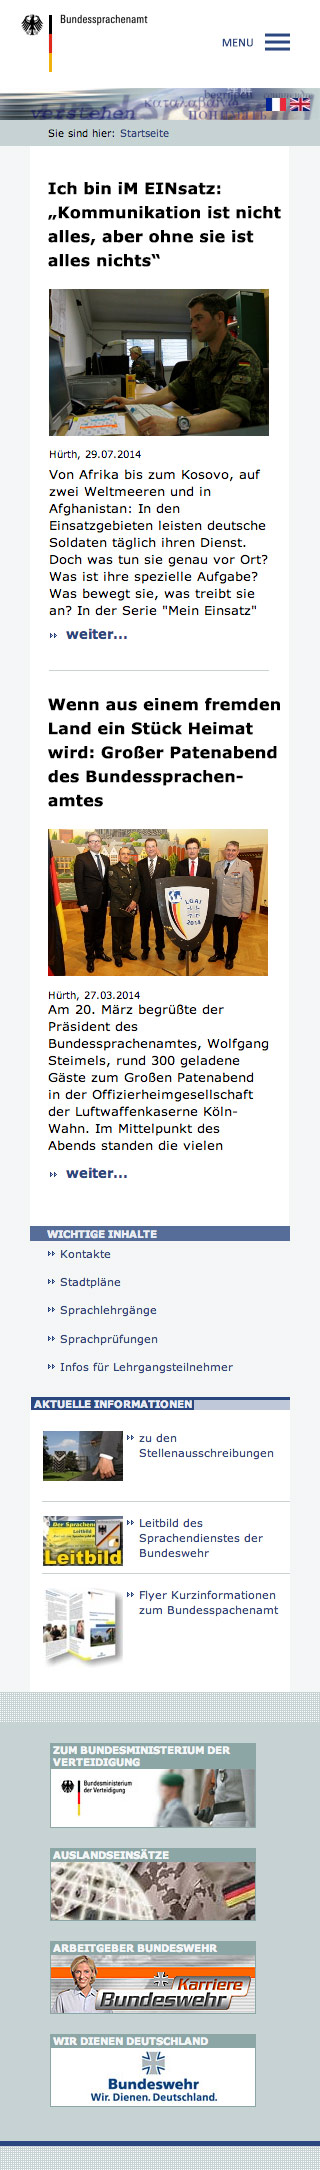 Bundessprachenamt
MENU
verstehen
begreifen
καταλαβαίνω
ПОНИМАТЬ
Sie sind hier: Startseite
Ich bin iM EINsatz:
„Kommunikation ist nicht
alles, aber ohne sie ist
alles nichts“
Hürth, 29.07.2014
Von Afrika bis zum Kosovo, auf
zwei Weltmeeren und in
Afghanistan: In den
Einsatzgebieten leisten deutsche
Soldaten täglich ihren Dienst.
Doch was tun sie genau vor Ort?
Was ist ihre spezielle Aufgabe?
Was bewegt sie, was treibt sie
an? In der Serie "Mein Einsatz"
weiter...
Wenn aus einem fremden
Land ein Stück Heimat
wird: Großer Patenabend
des Bundessprachen-
amtes
LGAI
2014
Hürth, 27.03.2014
Am 20. März begrüßte der
Präsident des
Bundessprachenamtes, Wolfgang
Steimels, rund 300 geladene
Gäste zum Großen Patenabend
in der Offizierheimgesellschaft
der Luftwaffenkaserne Köln-
Wahn. Im Mittelpunkt des
Abends standen die vielen
weiter...
WICHTIGE INHALTE
Kontakte
Stadtpläne
Sprachlehrgänge
Sprachprüfungen
Infos für Lehrgangsteilnehmer
AKTUELLE INFORMATIONEN
zu den
Stellenausschreibungen
Der Sprachen
Leitbild
Leitbild
Leitbild des
Sprachendienstes der
Bundeswehr
Flyer Kurzinformationen
zum Bundesspachenamt
ZUM BUNDESMINISTERIUM DER
VERTEIDIGUNG
Bundesministerium
der Verteidigung
AUSLANDSEINSÄTZE
ARBEITGEBER BUNDESWEHR
Karriere
Bundeswehr
WIR DIENEN DEUTSCHLAND
Bundeswehr
Wir. Dienen. Deutschland.